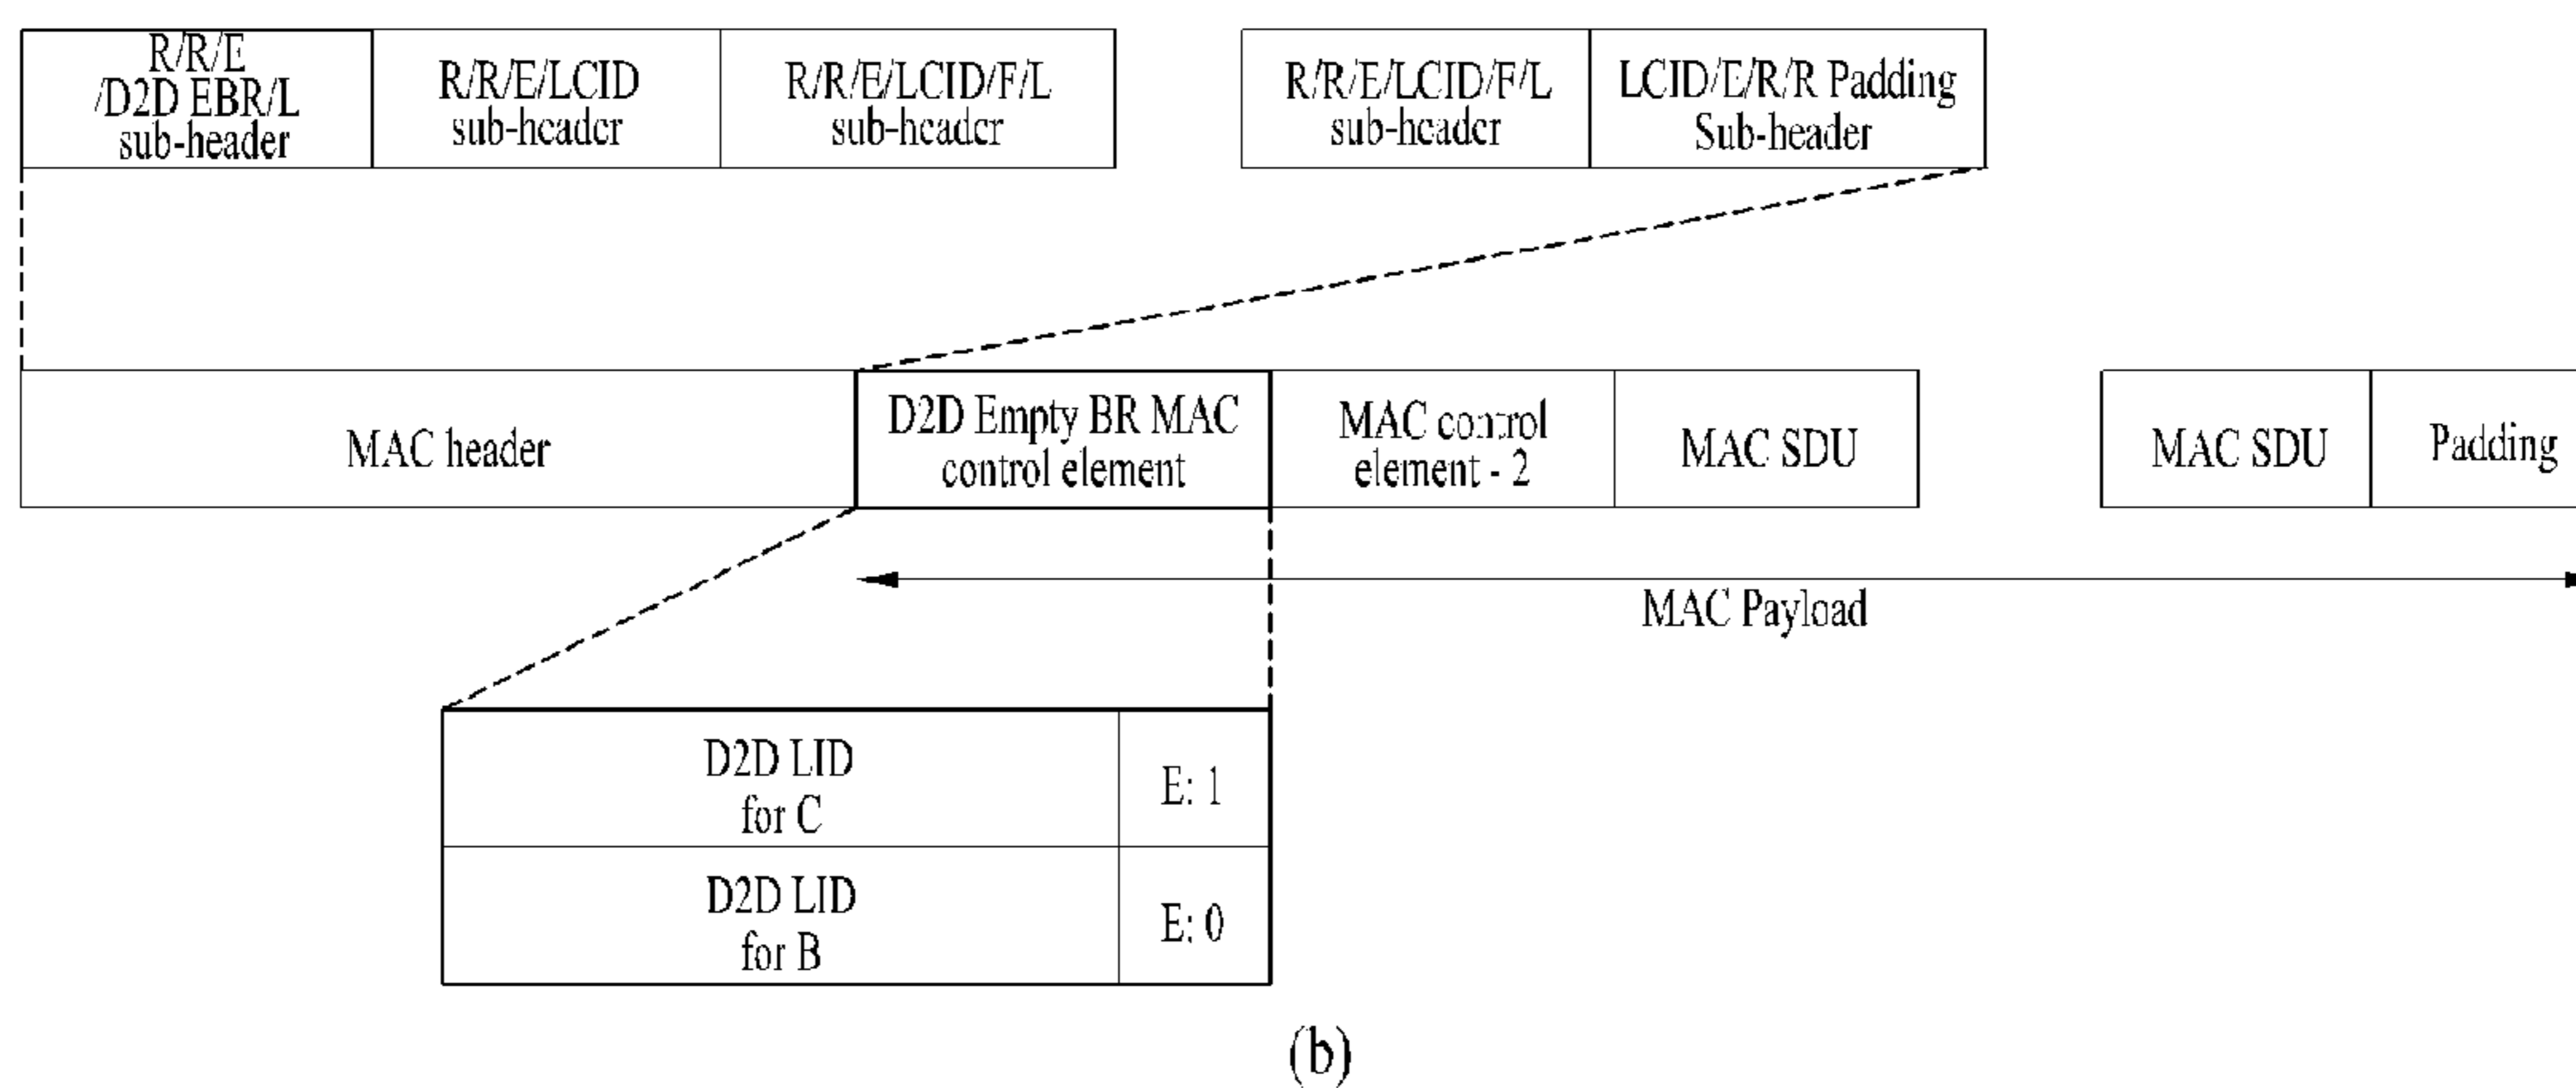 R/R/E
/D2D EBR/L
sub-header
R/R/E/LCID
sub-header
R/R/E/LCID/F/L
sub-header
R/R/E/LCID/F/L
sub-header
LCID/E/R/R Padding
Sub-header
MAC header
D2D Empty BR MAC
control element
MAC control
element - 2
MAC SDU
MAC SDU
Padding
MAC Payload
D2D LID
for C
E: 1
D2D LID
for B
E: 0
(b)